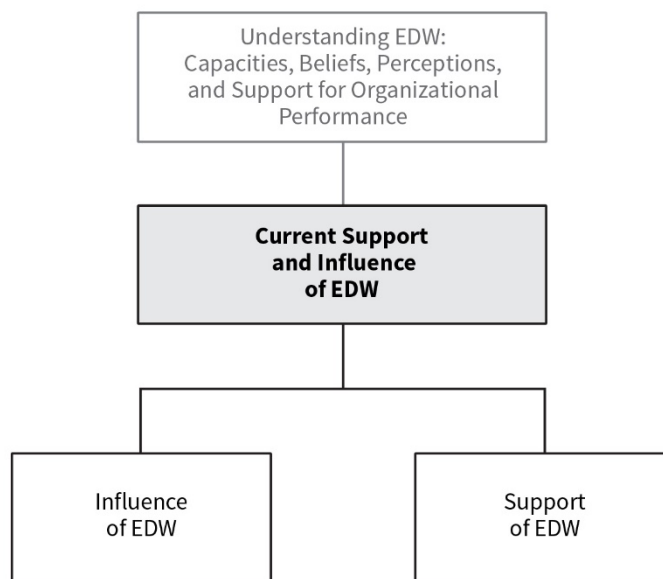 Understanding EDW:
Capacities, Beliefs, Perceptions,
and Support for Organizational
Performance
Current Support
and Influence
of EDW
Influence
of EDW
Support
of EDW